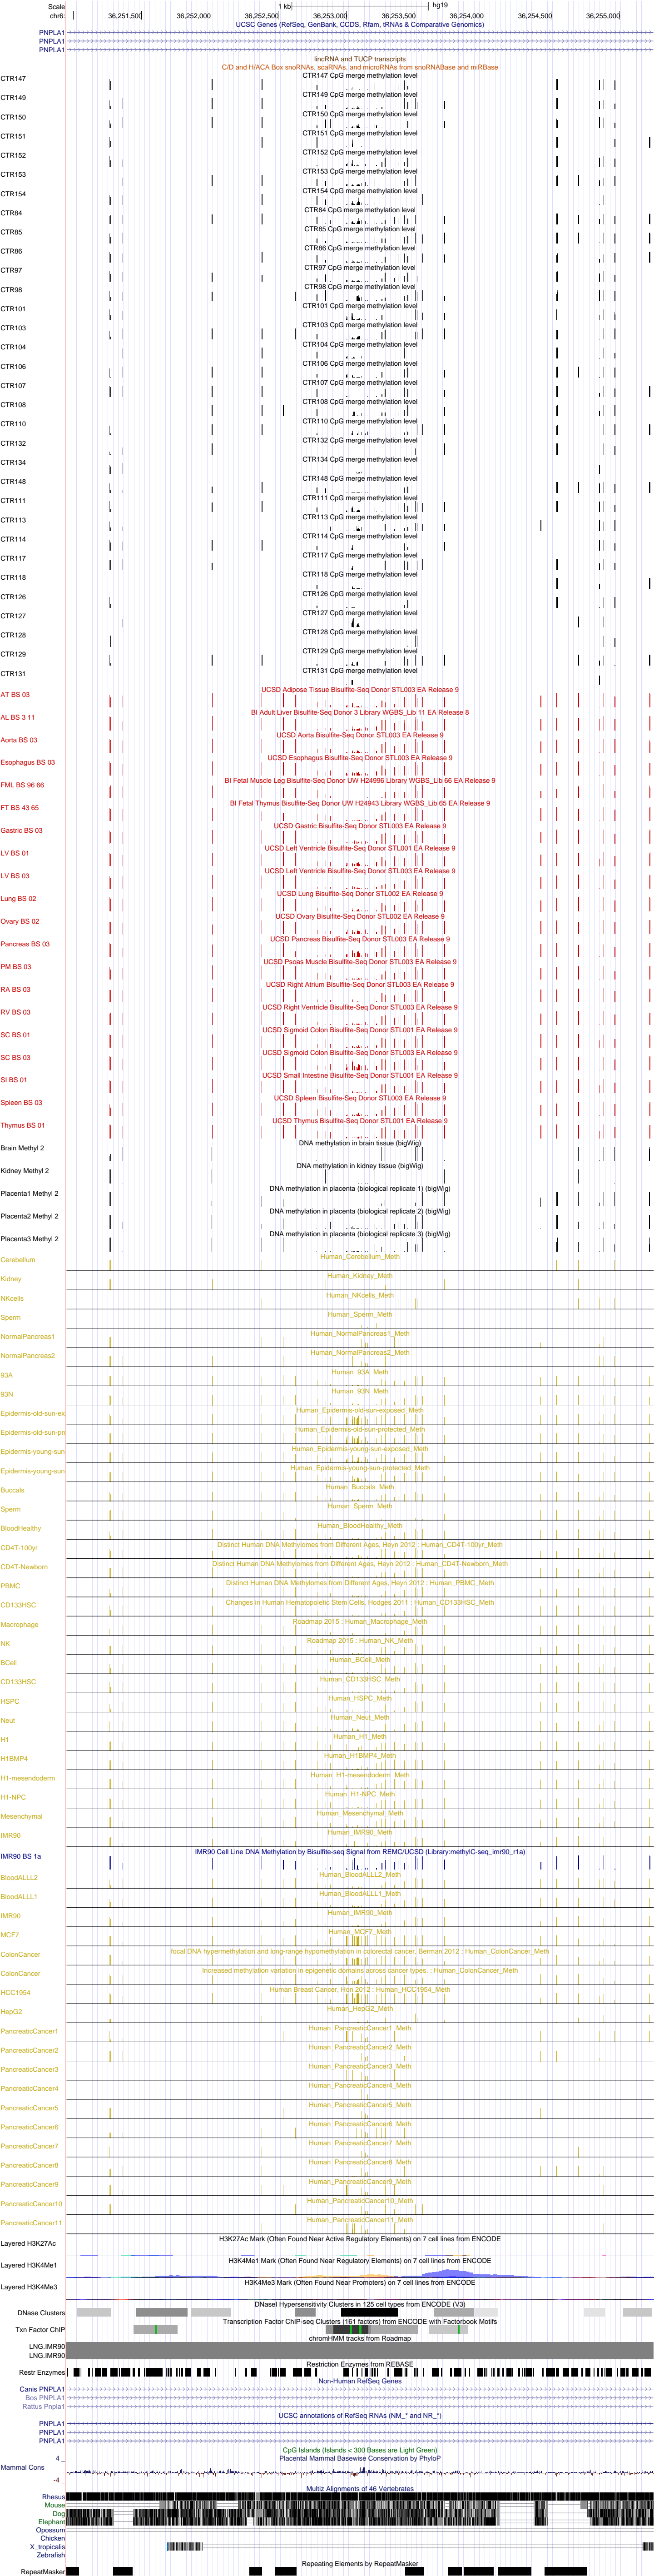 Scale 1 kb hg19
chr6: 36,251,500 36,252,000 36,252,500 36,253,000 36,253,500 36,254,000 36,254,500 36,255,000
UCSC Genes (RefSeq, GenBank, CCDS, Rfam, tRNAs & Comparative Genomics)
PNPLA1
PNPLA1
PNPLA1
lincRNA and TUCP transcripts
C/D and H/ACA Box snoRNAs, scaRNAs, and microRNAs from snoRNABase and miRBase
CTR147 CpG merge methylation level
CTR147
CTR149 CpG merge methylation level
CTR149
CTR150 CpG merge methylation level
CTR150
CTR151 CpG merge methylation level
CTR151
CTR152 CpG merge methylation level
CTR152
CTR153 CpG merge methylation level
CTR153
CTR154 CpG merge methylation level
CTR154
CTR84 CpG merge methylation level
CTR84
CTR85 CpG merge methylation level
CTR85
CTR86 CpG merge methylation level
CTR86
CTR97 CpG merge methylation level
CTR97
CTR98 CpG merge methylation level
CTR98
CTR101 CpG merge methylation level
CTR101
CTR103 CpG merge methylation level
CTR103
CTR104 CpG merge methylation level
CTR104
CTR106 CpG merge methylation level
CTR106
CTR107 CpG merge methylation level
CTR107
CTR108 CpG merge methylation level
CTR108
CTR110 CpG merge methylation level
CTR110
CTR132 CpG merge methylation level
CTR132
CTR134 CpG merge methylation level
CTR134
CTR148 CpG merge methylation level
CTR148
CTR111 CpG merge methylation level
CTR111
CTR113 CpG merge methylation level
CTR113
CTR114 CpG merge methylation level
CTR114
CTR117 CpG merge methylation level
CTR117
CTR118 CpG merge methylation level
CTR118
CTR126 CpG merge methylation level
CTR126
CTR127 CpG merge methylation level
CTR127
CTR128 CpG merge methylation level
CTR128
CTR129 CpG merge methylation level
CTR129
CTR131 CpG merge methylation level
CTR131
UCSD Adipose Tissue Bisulfite-Seq Donor STL003 EA Release 9
AT BS 03
BI Adult Liver Bisulfite-Seq Donor 3 Library WGBS_Lib 11 EA Release 8
AL BS 3 11
UCSD Aorta Bisulfite-Seq Donor STL003 EA Release 9
Aorta BS 03
UCSD Esophagus Bisulfite-Seq Donor STL003 EA Release 9
Esophagus BS 03
BI Fetal Muscle Leg Bisulfite-Seq Donor UW H24996 Library WGBS_Lib 66 EA Release 9
FML BS 96 66
BI Fetal Thymus Bisulfite-Seq Donor UW H24943 Library WGBS_Lib 65 EA Release 9
FT BS 43 65
UCSD Gastric Bisulfite-Seq Donor STL003 EA Release 9
Gastric BS 03
UCSD Left Ventricle Bisulfite-Seq Donor STL001 EA Release 9
LV BS 01
UCSD Left Ventricle Bisulfite-Seq Donor STL003 EA Release 9
LV BS 03
UCSD Lung Bisulfite-Seq Donor STL002 EA Release 9
Lung BS 02
UCSD Ovary Bisulfite-Seq Donor STL002 EA Release 9
Ovary BS 02
UCSD Pancreas Bisulfite-Seq Donor STL003 EA Release 9
Pancreas BS 03
UCSD Psoas Muscle Bisulfite-Seq Donor STL003 EA Release 9
PM BS 03
UCSD Right Atrium Bisulfite-Seq Donor STL003 EA Release 9
RA BS 03
UCSD Right Ventricle Bisulfite-Seq Donor STL003 EA Release 9
RV BS 03
UCSD Sigmoid Colon Bisulfite-Seq Donor STL001 EA Release 9
SC BS 01
UCSD Sigmoid Colon Bisulfite-Seq Donor STL003 EA Release 9
SC BS 03
UCSD Small Intestine Bisulfite-Seq Donor STL001 EA Release 9
SI BS 01
UCSD Spleen Bisulfite-Seq Donor STL003 EA Release 9
Spleen BS 03
UCSD Thymus Bisulfite-Seq Donor STL001 EA Release 9
Thymus BS 01
DNA methylation in brain tissue (bigWig)
Brain Methyl 2
DNA methylation in kidney tissue (bigWig)
Kidney Methyl 2
DNA methylation in placenta (biological replicate 1) (bigWig)
Placenta1 Methyl 2
DNA methylation in placenta (biological replicate 2) (bigWig)
Placenta2 Methyl 2
DNA methylation in placenta (biological replicate 3) (bigWig)
Placenta3 Methyl 2
Human_Cerebellum_Meth
Cerebellum
Human_Kidney_Meth
Kidney
Human_NKcells_Meth
NKcells
Human_Sperm_Meth
Sperm
Human_NormalPancreas1_Meth
NormalPancreas1
Human_NormalPancreas2_Meth
NormalPancreas2
Human_93A_Meth
93A
Human_93N_Meth
93N
Human_Epidermis-old-sun-exposed_Meth
Epidermis-old-sun-ex
Human_Epidermis-old-sun-protected_Meth
Epidermis-old-sun-pr
Human_Epidermis-young-sun-exposed_Meth
Epidermis-young-sun
Human_Epidermis-young-sun-protected_Meth
Epidermis-young-sun
Human_Buccals_Meth
Buccals
Human_Sperm_Meth
Sperm
Human_BloodHealthy_Meth
BloodHealthy
Distinct Human DNA Methylomes from Different Ages, Heyn 2012 : Human_CD4T-100yr_Meth
CD4T-100yr
Distinct Human DNA Methylomes from Different Ages, Heyn 2012 : Human_CD4T-Newborn_Meth
CD4T-Newborn
Distinct Human DNA Methylomes from Different Ages, Heyn 2012 : Human_PBMC_Meth
PBMC
Changes in Human Hematopoietic Stem Cells, Hodges 2011 : Human_CD133HSC_Meth
CD133HSC
Roadmap 2015 : Human_Macrophage_Meth
Macrophage
Roadmap 2015 : Human_NK_Meth
NK
Human_BCell_Meth
BCell
Human_CD133HSC_Meth
CD133HSC
Human_HSPC_Meth
HSPC
Human_Neut_Meth
Neut
Human_H1_Meth
H1
Human_H1BMP4_Meth
H1BMP4
Human_H1-mesendoderm_Meth
H1-mesendoderm
Human_H1-NPC_Meth
H1-NPC
Human_Mesenchymal_Meth
Mesenchymal
Human_IMR90_Meth
IMR90
IMR90 Cell Line DNA Methylation by Bisulfite-seq Signal from REMC/UCSD (Library:methylC-seq_imr90_r1a)
IMR90 BS 1a
Human_BloodALLL2_Meth
BloodALLL2
Human_BloodALLL1_Meth
BloodALLL1
Human_IMR90_Meth
IMR90
Human_MCF7_Meth
MCF7
focal DNA hypermethylation and long-range hypomethylation in colorectal cancer, Berman 2012 : Human_ColonCancer_Meth
ColonCancer
Increased methylation variation in epigenetic domains across cancer types. : Human_ColonCancer_Meth
ColonCancer
Human Breast Cancer, Hon 2012 : Human_HCC1954_Meth
HCC1954
Human_HepG2_Meth
HepG2
Human_PancreaticCancer1_Meth
PancreaticCancer1
Human_PancreaticCancer2_Meth
PancreaticCancer2
Human_PancreaticCancer3_Meth
PancreaticCancer3
Human_PancreaticCancer4_Meth
PancreaticCancer4
Human_PancreaticCancer5_Meth
PancreaticCancer5
Human_PancreaticCancer6_Meth
PancreaticCancer6
Human_PancreaticCancer7_Meth
PancreaticCancer7
Human_PancreaticCancer8_Meth
PancreaticCancer8
Human_PancreaticCancer9_Meth
PancreaticCancer9
Human_PancreaticCancer10_Meth
PancreaticCancer10
Human_PancreaticCancer11_Meth
PancreaticCancer11
H3K27Ac Mark (Often Found Near Active Regulatory Elements) on 7 cell lines from ENCODE
Layered H3K27Ac
H3K4Me1 Mark (Often Found Near Regulatory Elements) on 7 cell lines from ENCODE
Layered H3K4Me1
H3K4Me3 Mark (Often Found Near Promoters) on 7 cell lines from ENCODE
Layered H3K4Me3
DNaseI Hypersensitivity Clusters in 125 cell types from ENCODE (V3)
DNase Clusters
Transcription Factor ChIP-seq Clusters (161 factors) from ENCODE with Factorbook Motifs
Txn Factor ChIP
chromHMM tracks from Roadmap
LNG.IMR90
LNG.IMR90
Restriction Enzymes from REBASE
Restr Enzymes
Non-Human RefSeq Genes
Canis PNPLA1
Bos PNPLA1
Rattus Pnpla1
UCSC annotations of RefSeq RNAs (NM_* and NR_*)
PNPLA1
PNPLA1
PNPLA1
CpG Islands (Islands < 300 Bases are Light Green)
Placental Mammal Basewise Conservation by PhyloP
4 _
Mammal Cons
-4 _
Multiz Alignments of 46 Vertebrates
Rhesus
Mouse
Dog
Elephant
Opossum
Chicken
X_tropicalis
Zebrafish
Repeating Elements by RepeatMasker
RepeatMasker